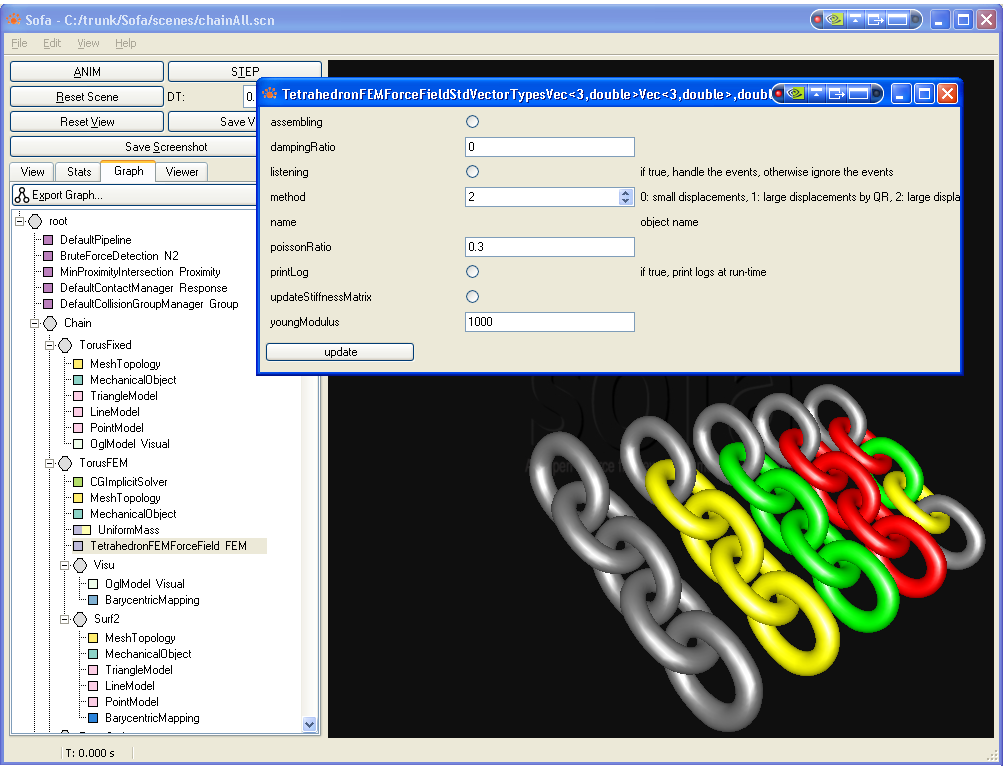 Sofa - C:/trunk/Sofa/scenes/chainAll.scn
File Edit View Help
ANIM
STEP
Reset Scene
DT:
0.
Reset View
Save V
Save Screenshot
View Stats Graph Viewer
Export Graph...
root
DefaultPipeline
BruteForceDetection N2
MinProximityIntersection Proximity
DefaultContactManager Response
DefaultCollisionGroupManager Group
Chain
TorusFixed
MeshTopology
MechanicalObject
TriangleModel
LineModel
PointModel
OglModel Visual
TorusFEM
CGImplicitSolver
MeshTopology
MechanicalObject
UniformMass
TetrahedronFEMForceField FEM
Visu
OglModel Visual
BarycentricMapping
Surf2
MeshTopology
MechanicalObject
TriangleModel
LineModel
PointModel
BarycentricMapping
T: 0.000 s
TetrahedronFEMForceFieldStdVectorTypesVec<3,double>Vec<3,double>,doubl
assembling
dampingRatio 0
listening if true, handle the events, otherwise ignore the events
method 2 0: small displacements, 1: large displacements by QR, 2: large displa
name object name
poissonRatio 0.3
printLog if true, print logs at run-time
updateStiffnessMatrix
youngModulus 1000
update
sofa